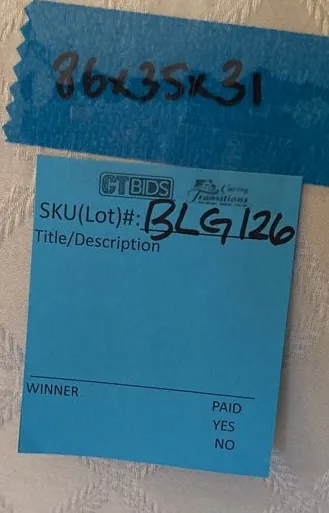 86x35x31
CTBIDS
Caring
Transitions
SKU(Lot)#: BLG126
Title/Description
WINNER
PAID
YES
NO